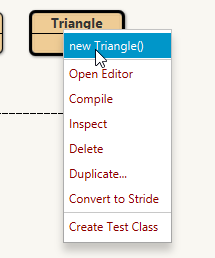 Triangle
new Triangle()
Open Editor
Compile
Inspect
Delete
Duplicate...
Convert to Stride
Create Test Class